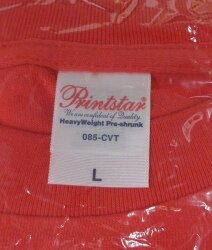 Printstar
We are confident of Quality.
HeavyWeight Pre-shrunk
085-CVT
L